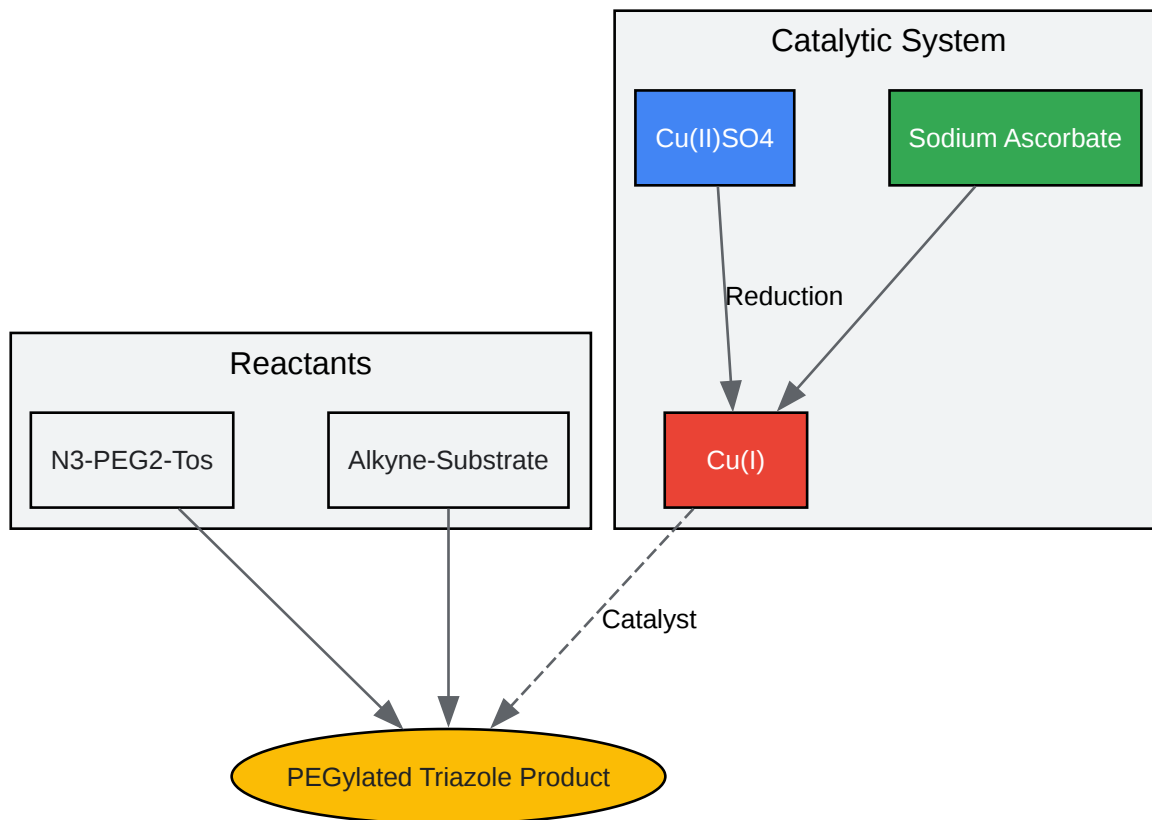 Catalytic System
Cu(II)SO4
Sodium Ascorbate
Reduction
Reactants
N3-PEG2-Tos
Alkyne-Substrate
Cu(I)
Catalyst
PEGylated Triazole Product